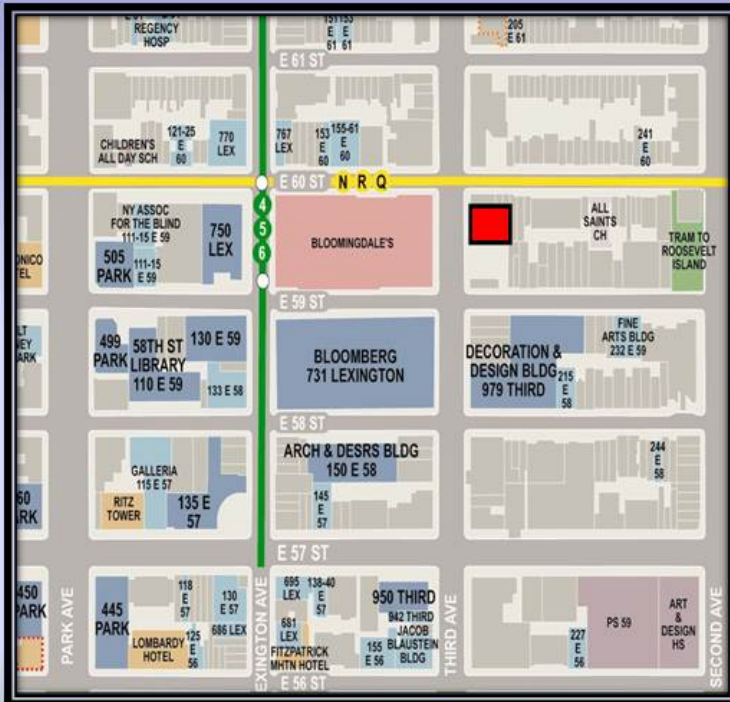 REGENCY
HOSP
151 153
E E
61 61
205
E 61
E 61 ST
CHILDREN'S
ALL DAY SCH
121-25
E
60
770
LEX
767
LEX
153
E
60
155-61
E
60
241
E
60
E 60 ST N R Q
4
5
6
NY ASSOC
FOR THE BLIND
111-15 E 59
505
PARK
111-15
E 59
750
LEX
BLOOMINGDALE'S
ALL
SAINTS
CH
TRAM TO
ROOSEVELT
ISLAND
ONICO
TEL
E 59 ST
LT
NEY
ARK
499
PARK
58TH ST
LIBRARY
110 E 59
130 E 59
133 E 58
BLOOMBERG
731 LEXINGTON
DECORATION &
DESIGN BLDG
979 THIRD
215
E
58
FINE
ARTS BLDG
232 E 59
E 58 ST
60
ARK
GALLERIA
115 E 57
RITZ
TOWER
135 E
57
ARCH & DESRS BLDG
150 E 58
145
E
57
244
E
58
E 57 ST
450
PARK
PARK AVE
445
PARK
118
E
57
LOMBARDY
HOTEL
125
E
56
130
E 57
686 LEX
EXINGTON AVE
695
LEX
138-40
E
57
681
LEX
FITZPATRICK
MHTN HOTEL
950 THIRD
942 THIRD
JACOB
BLAUSTEIN
BLDG
155
E 56
THIRD AVE
227
E
56
PS 59
ART
&
DESIGN
HS
SECOND AVE
E 56 ST